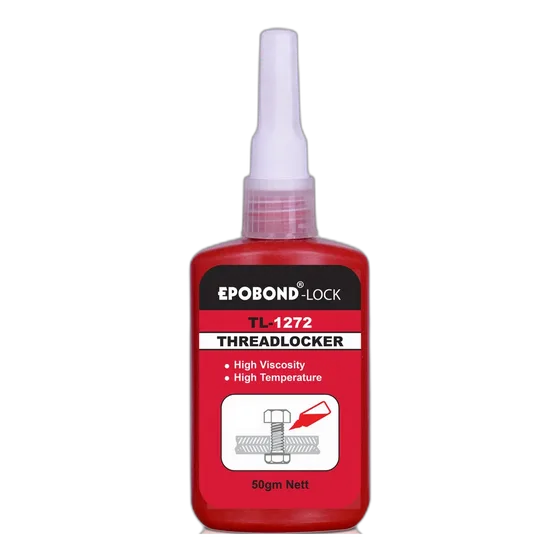 EPOBOND®-LOCK
TL-1272
THREADLOCKER
• High Viscosity
• High Temperature
50gm Nett